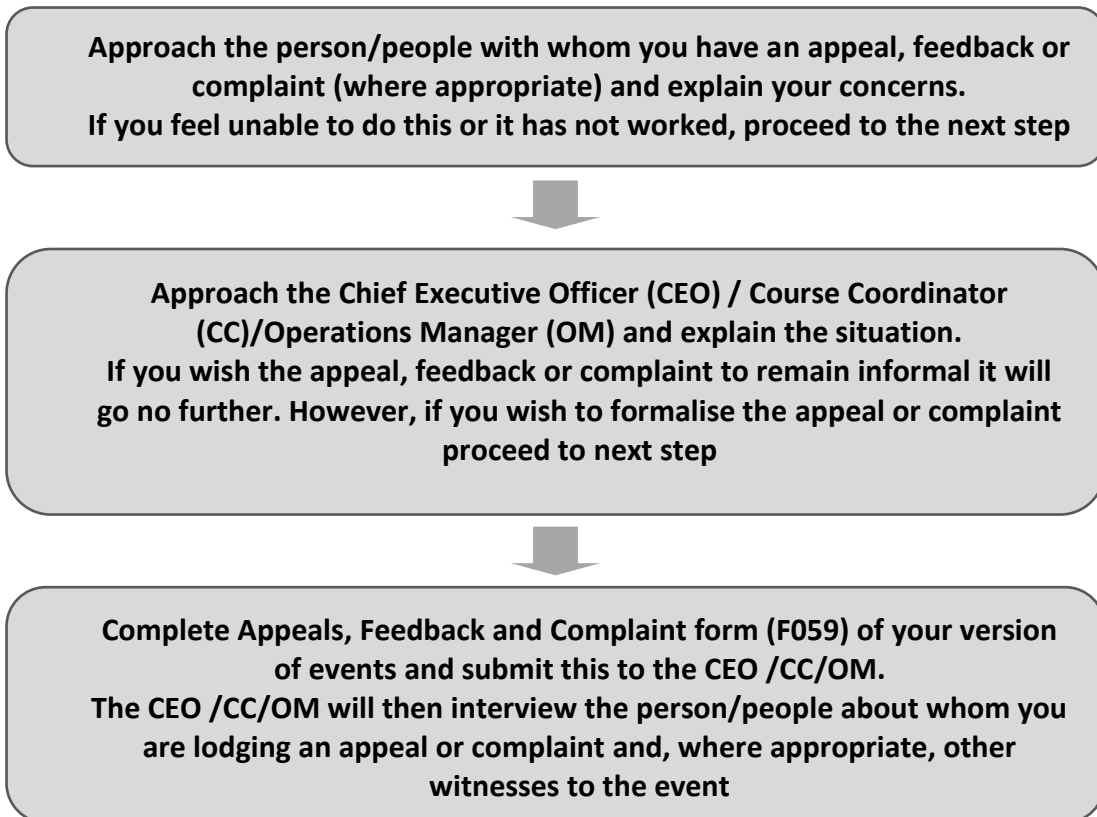 Approach the person/people with whom you have an appeal, feedback or
complaint (where appropriate) and explain your concerns.
If you feel unable to do this or it has not worked, proceed to the next step
Approach the Chief Executive Officer (CEO) / Course Coordinator
(CC)/Operations Manager (OM) and explain the situation.
If you wish the appeal, feedback or complaint to remain informal it will
go no further. However, if you wish to formalise the appeal or complaint
proceed to next step
Complete Appeals, Feedback and Complaint form (F059) of your version
of events and submit this to the CEO /CC/OM.
The CEO /CC/OM will then interview the person/people about whom you
are lodging an appeal or complaint and, where appropriate, other
witnesses to the event